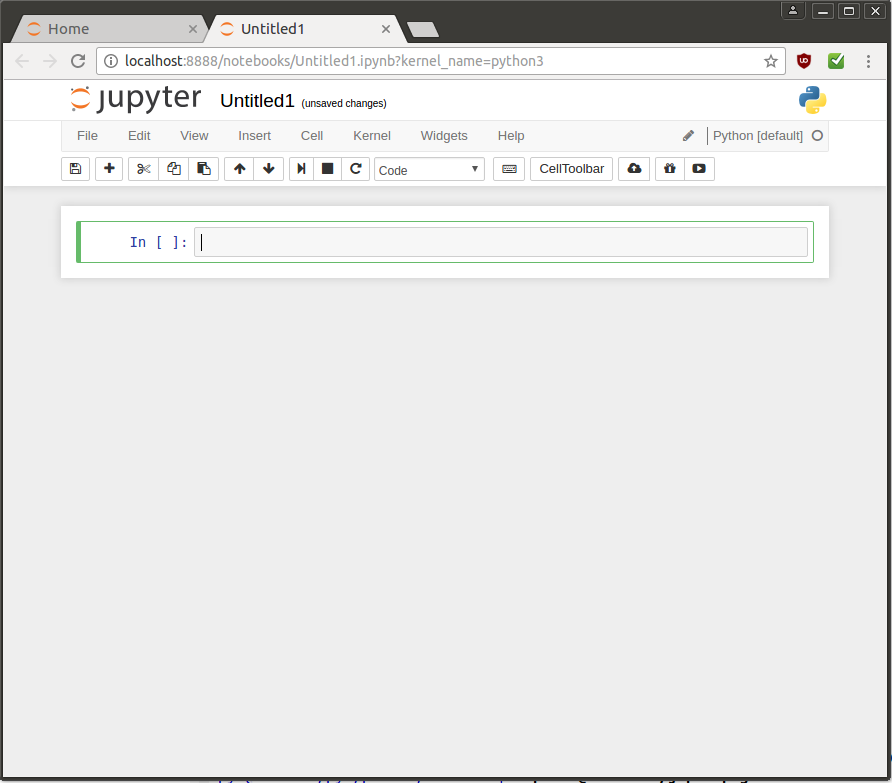 Home
Untitled1
localhost:8888/notebooks/Untitled1.ipynb?kernel_name=python3
jupyter Untitled1 (unsaved changes)
File Edit View Insert Cell Kernel Widgets Help Python [default]
Code CellToolbar
In [ ]: